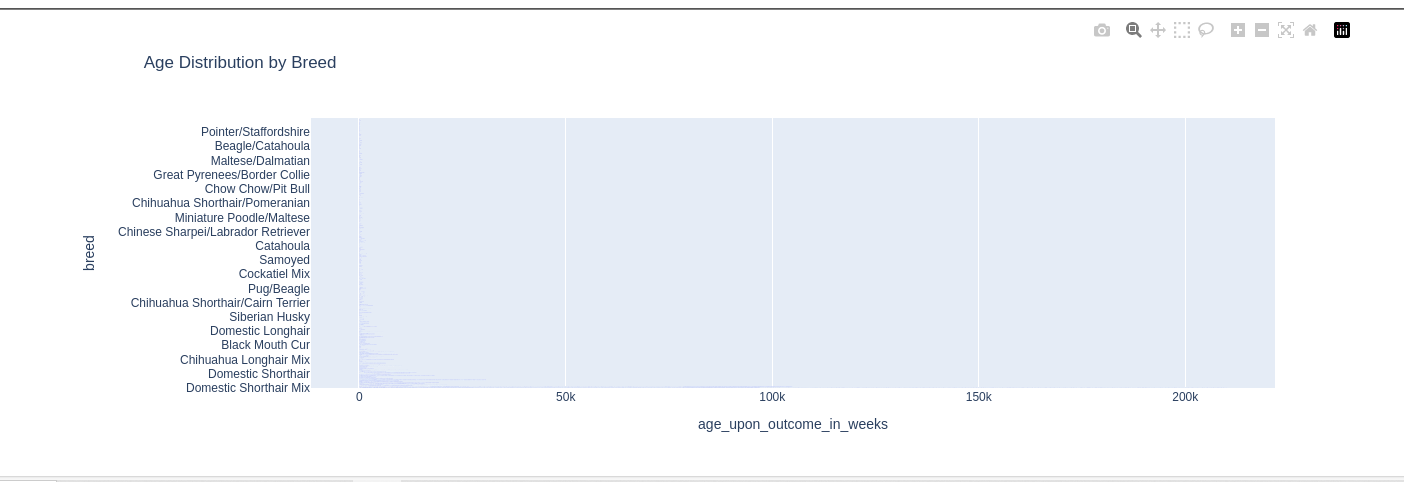 Age Distribution by Breed
Pointer/Staffordshire
Beagle/Catahoula
Maltese/Dalmatian
Great Pyrenees/Border Collie
Chow Chow/Pit Bull
Chihuahua Shorthair/Pomeranian
Miniature Poodle/Maltese
Chinese Sharpei/Labrador Retriever
Catahoula
Samoyed
Cockatiel Mix
Pug/Beagle
Chihuahua Shorthair/Cairn Terrier
Siberian Husky
Domestic Longhair
Black Mouth Cur
Chihuahua Longhair Mix
Domestic Shorthair
Domestic Shorthair Mix
breed
0 50k 100k 150k 200k
age_upon_outcome_in_weeks